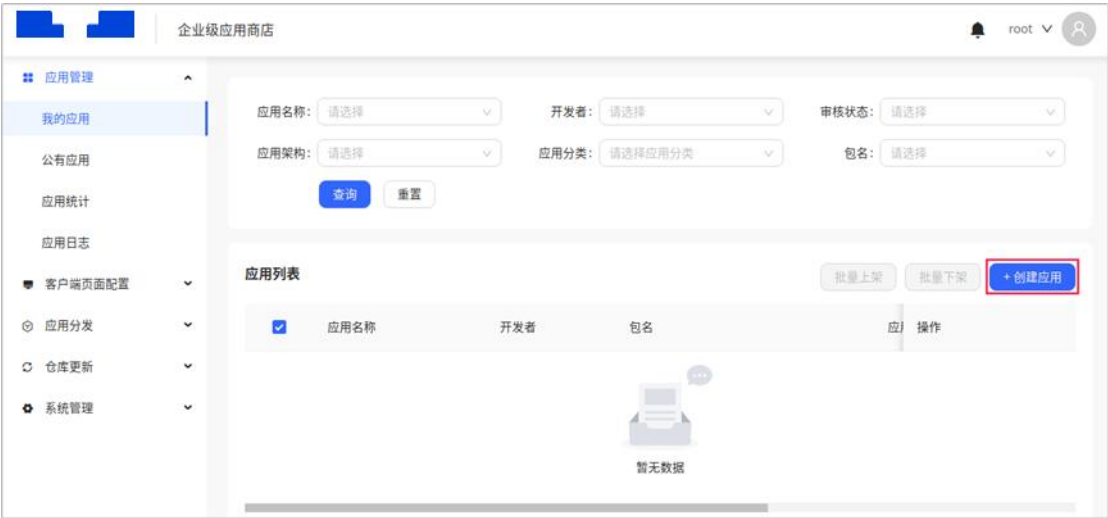 企业级应用商店
root
应用管理
我的应用
公有应用
应用统计
应用日志
客户端页面配置
应用分发
仓库更新
系统管理
应用名称： 请选择 开发者： 请选择 审核状态： 请选择
应用架构： 请选择 应用分类： 请选择应用分类 包名： 请选择
查询 重置
应用列表 批量上架 批量下架 +创建应用
应用名称 开发者 包名 应 操作
暂无数据